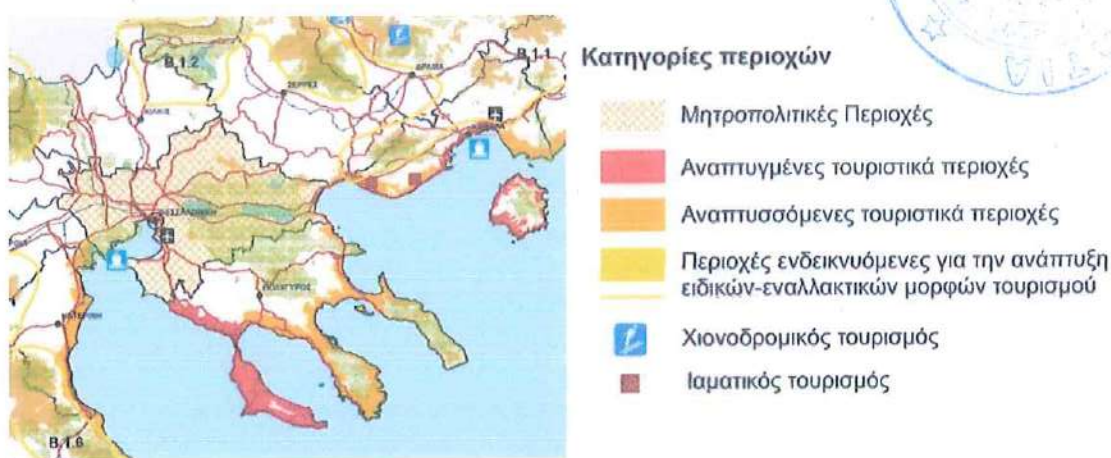 Β.1.1
Β.1.2
ΔΡΑΜΑ
ΣΕΡΡΕΣ
ΚΙΛΚΙΣ
ΘΕΣΣΑΛΟΝΙΚΗ
ΠΟΛΥΓΥΡΟΣ
ΚΑΤΕΡΙΝΗ
Β.1.6
Κατηγορίες περιοχών
Μητροπολιτικές Περιοχές
Αναπτυγμένες τουριστικά περιοχές
Αναπτυσσόμενες τουριστικά περιοχές
Περιοχές ενδεικνυόμενες για την ανάπτυξη
ειδικών-εναλλακτικών μορφών τουρισμού
Χιονοδρομικός τουρισμός
Ιαματικός τουρισμός